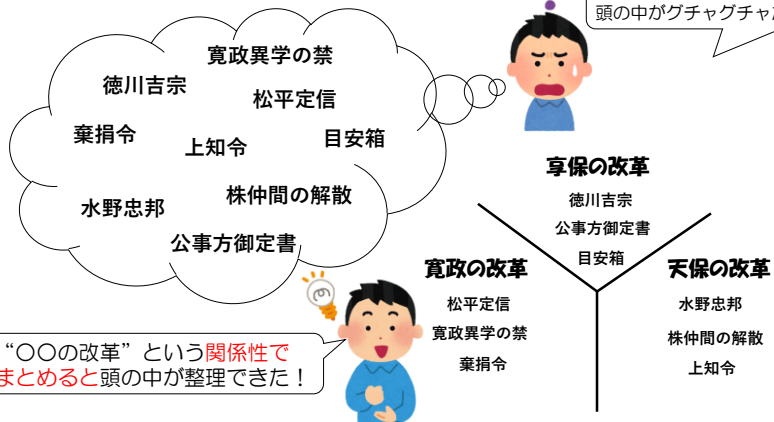 頭の中がグチャグチャ
寛政異学の禁
徳川吉宗
松平定信
棄捐令
上知令
目安箱
水野忠邦
株仲間の解散
公事方御定書
享保の改革
徳川吉宗
公事方御定書
目安箱
寛政の改革
松平定信
寛政異学の禁
棄捐令
天保の改革
水野忠邦
株仲間の解散
上知令
“〇〇の改革”という関係性で
まとめると頭の中が整理できた！